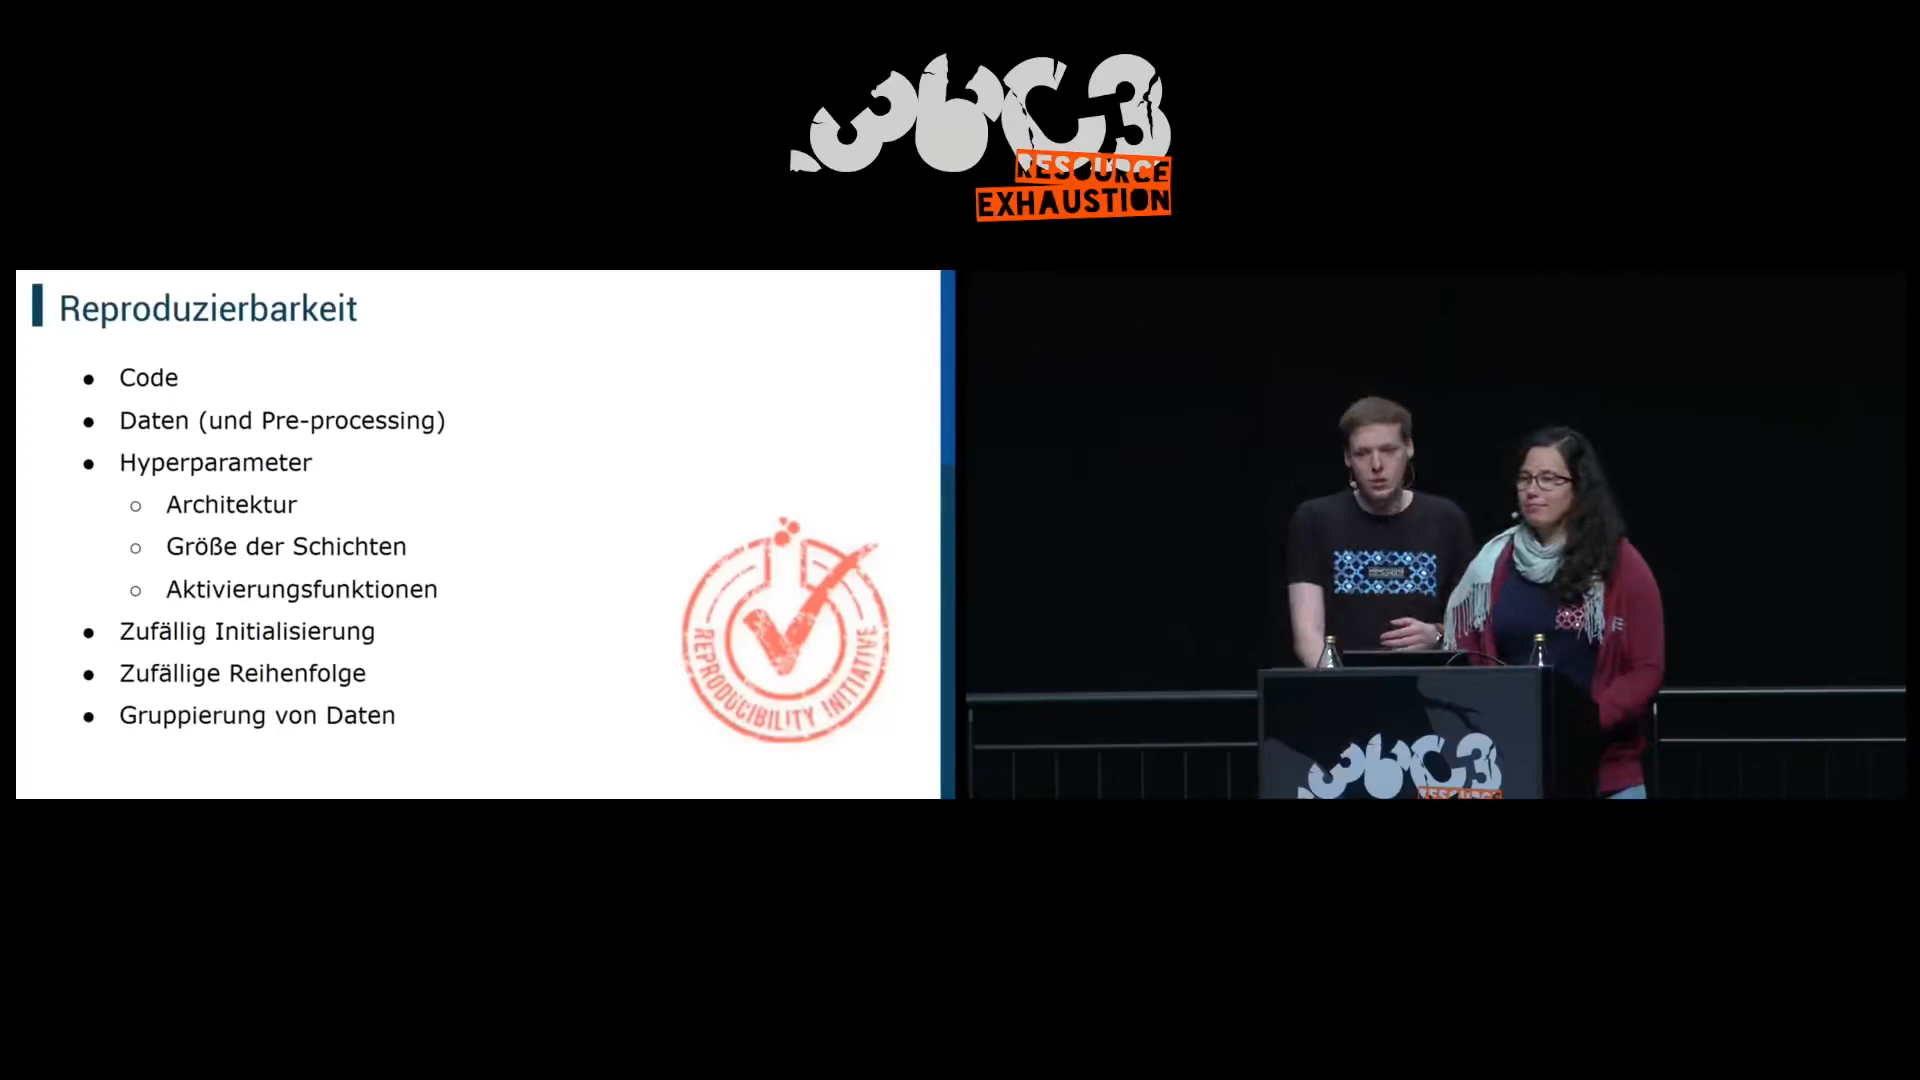 36C3
RESOURCE
EXHAUSTION
Reproduzierbarkeit
Code
Daten (und Pre-processing)
Hyperparameter
Architektur
Größe der Schichten
Aktivierungsfunktionen
Zufällig Initialisierung
Zufällige Reihenfolge
Gruppierung von Daten
REPRODUCIBILITY INITIATIVE
36C3